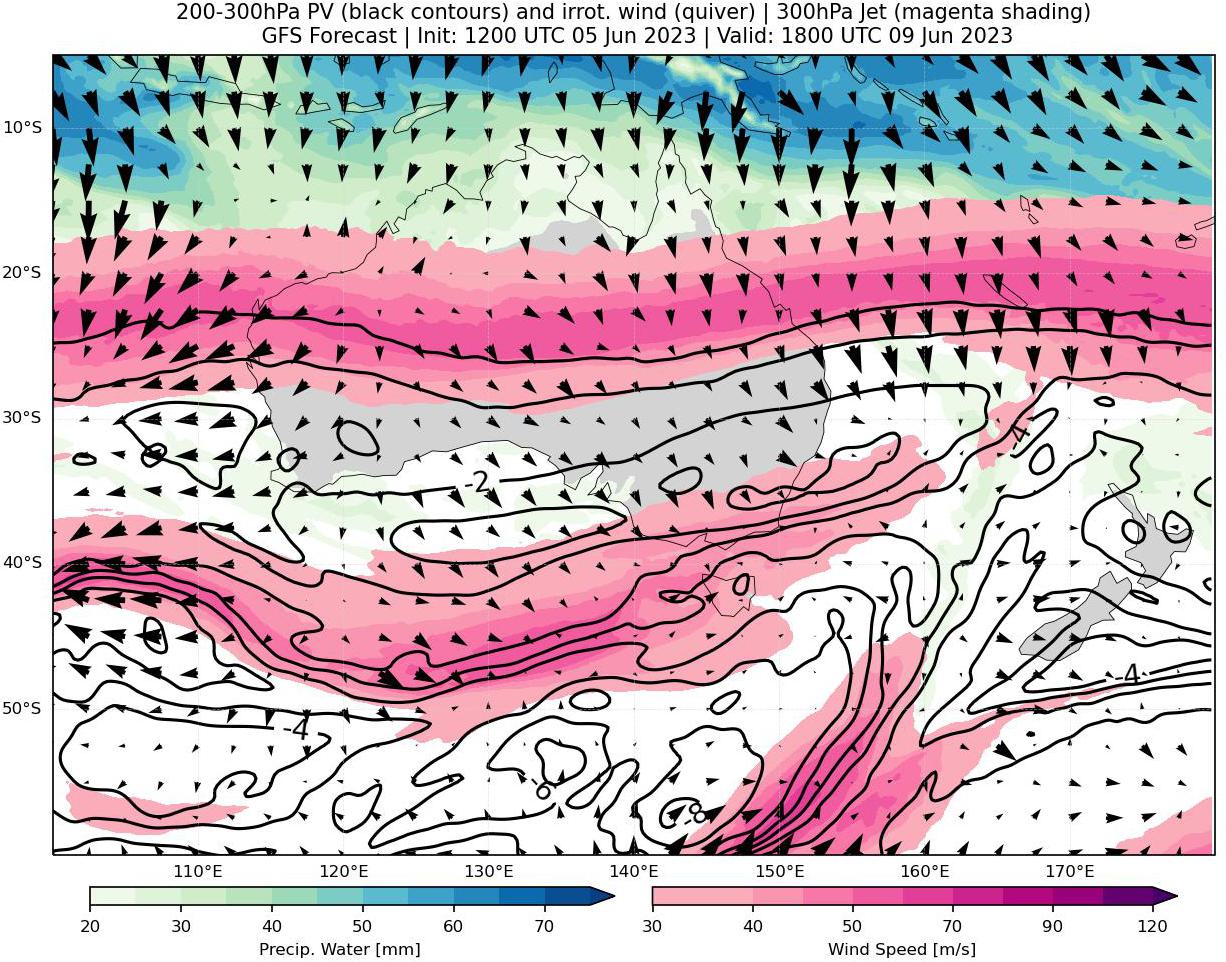 200-300hPa PV (black contours) and irrot. wind (quiver) | 300hPa Jet (magenta shading)
GFS Forecast | Init: 1200 UTC 05 Jun 2023 | Valid: 1800 UTC 09 Jun 2023
10°S
20°S
30°S
-4
-2
40°S
-4
50°S
-4
-6
-8
110°E 120°E 130°E 140°E 150°E 160°E 170°E
20 30 40 50 60 70
30 40 50 70 90 120
Precip. Water [mm]
Wind Speed [m/s]